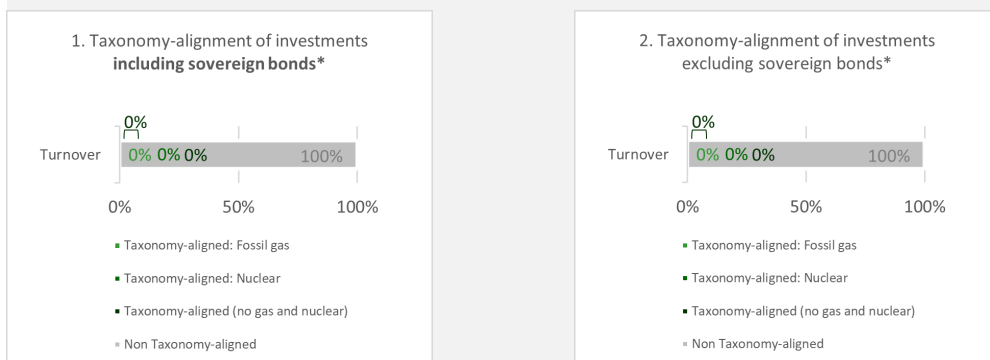 1. Taxonomy-alignment of investments
including sovereign bonds*
0%
Turnover
0% 0% 0% 100%
0% 50% 100%
Taxonomy-aligned: Fossil gas
Taxonomy-aligned: Nuclear
Taxonomy-aligned (no gas and nuclear)
Non Taxonomy-aligned
2. Taxonomy-alignment of investments
excluding sovereign bonds*
0%
Turnover
0% 0% 0% 100%
0% 50% 100%
Taxonomy-aligned: Fossil gas
Taxonomy-aligned: Nuclear
Taxonomy-aligned (no gas and nuclear)
Non Taxonomy-aligned